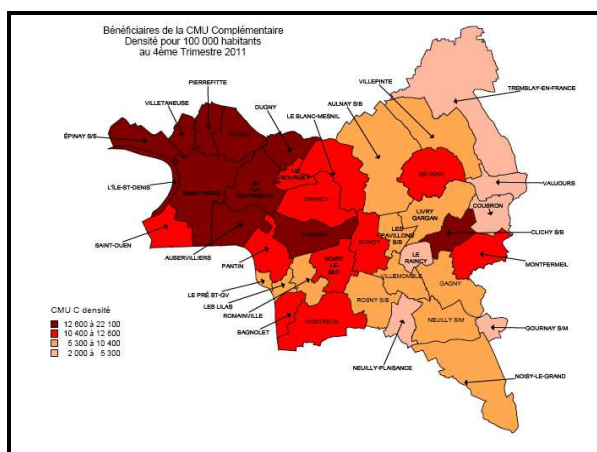 Bénéficiaires de la CMU Complémentaire
Densité pour 100 000 habitants
au 4ème Trimestre 2011
PIERREFITTE
VILLETANEUSE
DUGNY
ÉPINAY S/S
LE BLANC-MESNIL
AULNAY S/B
VILLEPINTE
TREMBLAY-EN-FRANCE
L'ÎLE-ST-DENIS
SAINT-DENIS
LE
BOURGET
DRANCY
SEVRAN
VAUJOURS
COUBRON
LIVRY
GARGAN
LES
PAVILLONS
S/B
CLICHY S/B
SAINT-OUEN
AUBERVILLIERS
BOBIGNY
BONDY
LE
RAINCY
MONTFERMEIL
PANTIN
NOISY
LE
SEC
VILLEMOMBLE
GAGNY
LE PRÉ ST-GV
LES LILAS
ROMAINVILLE
ROSNY S/B
BAGNOLET
MONTREUIL
NEUILLY S/M
GOURNAY S/M
NEUILLY-PLAISANCE
NOISY-LE-GRAND
CMU C densité
12 600 à 22 100
10 400 à 12 600
5 300 à 10 400
2 000 à 5 300